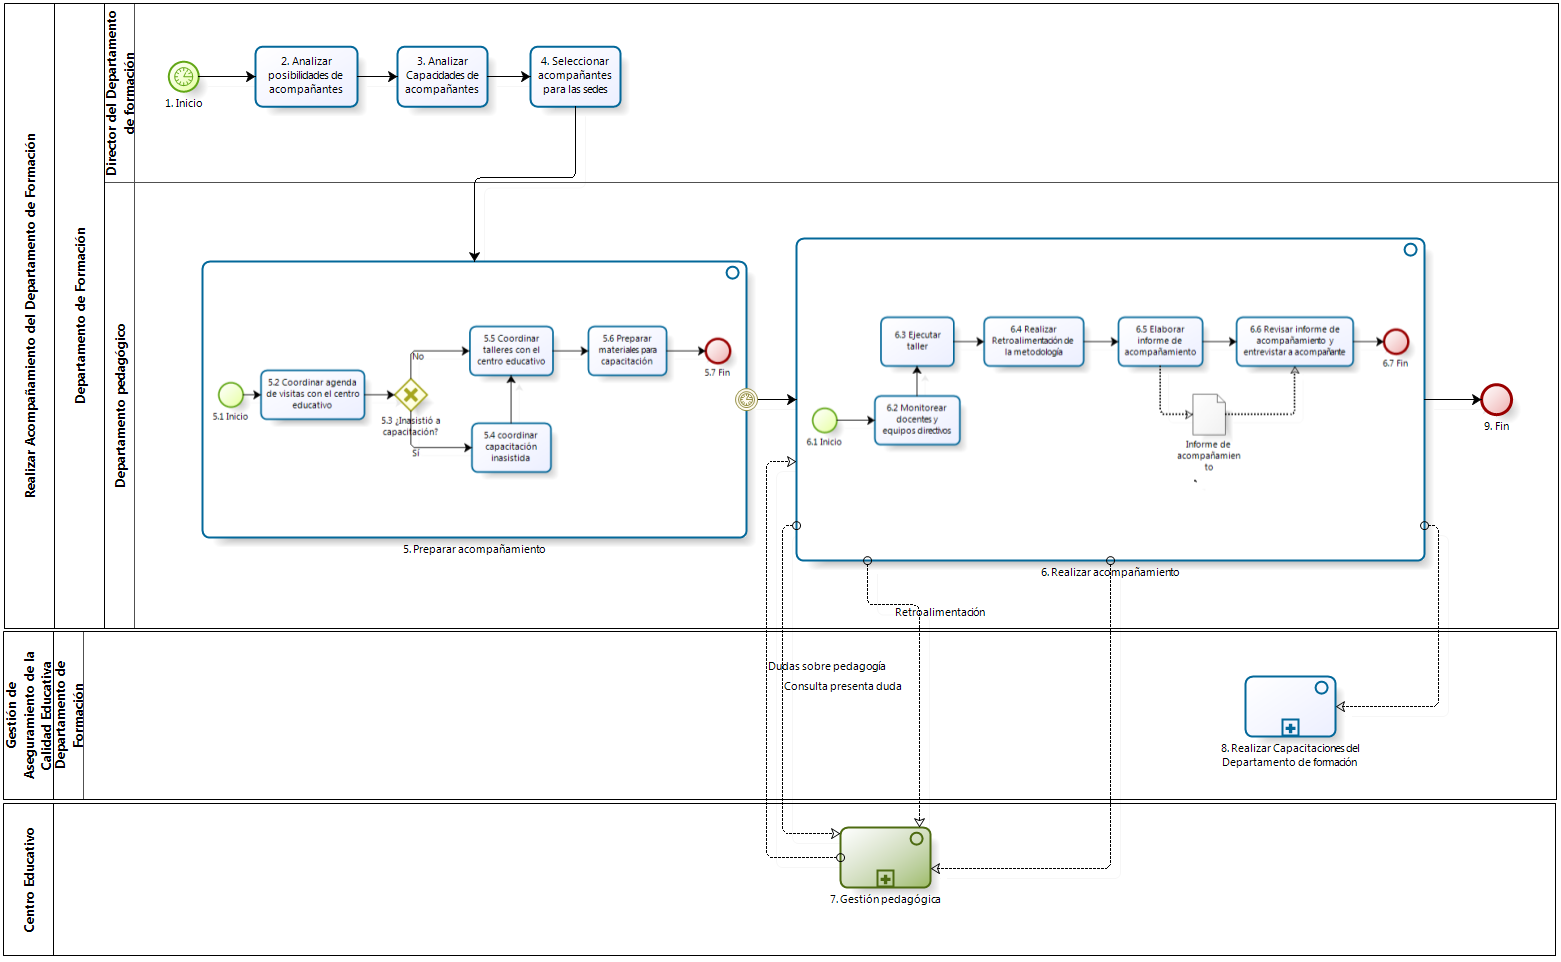 Realizar Acompañamiento del Departamento de Formación
Departamento de Formación
Director del Departamento
de formación
1. Inicio
2. Analizar
posibilidades de
acompañantes
3. Analizar
Capacidades de
acompañantes
4. Seleccionar
acompañantes
para las sedes
Departamento pedagógico
5.1 Inicio
5.2 Coordinar agenda
de visitas con el centro
educativo
5.3 ¿Inasistió a
capacitación?
No
Sí
5.5 Coordinar
talleres con el
centro educativo
5.4 coordinar
capacitación
inasistida
5.6 Preparar
materiales para
capacitación
5.7 Fin
5. Preparar acompañamiento
6.1 Inicio
6.2 Monitorear
docentes y
equipos directivos
6.3 Ejecutar
taller
6.4 Realizar
Retroalimentación de
la metodología
6.5 Elaborar
informe de
acompañamiento
6.6 Revisar informe de
acompañamiento y
entrevistar a acompañante
6.7 Fin
Informe de
acompañamien
to
6. Realizar acompañamiento
9. Fin
Retroalimentación
Gestión de
Aseguramiento de la
Calidad Educativa
Departamento de
Formación
Dudas sobre pedagogía
Consulta presenta duda
8. Realizar Capacitaciones del
Departamento de formación
Centro Educativo
7. Gestión pedagógica